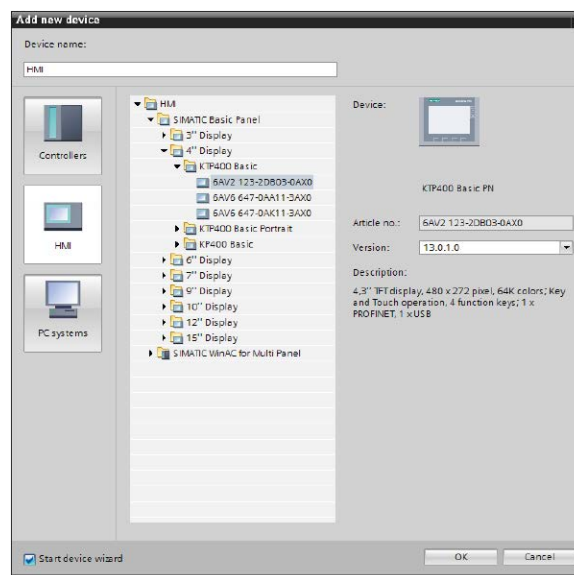 Add new device
Device name:
HMI
Controllers
HMI
PC systems
HMI
SIMATIC Basic Panel
3" Display
4" Display
KTP400 Basic
6AV2 123-2DB03-0AX0
6AV6 647-0AA11-3AX0
6AV6 647-0AK11-3AX0
KTP400 Basic Portrait
KP400 Basic
6" Display
7" Display
9" Display
10" Display
12" Display
15" Display
SIMATIC WinAC for Multi Panel
Device:
KTP400 Basic PN
Article no.: 6AV2 123-2DB03-0AX0
Version: 13.0.1.0
Description:
4,3" TFT display, 480 x 272 pixel, 64K colors; Key
and Touch operation, 4 function keys; 1 x
PROFINET, 1 x USB
Start device wizard
OK Cancel